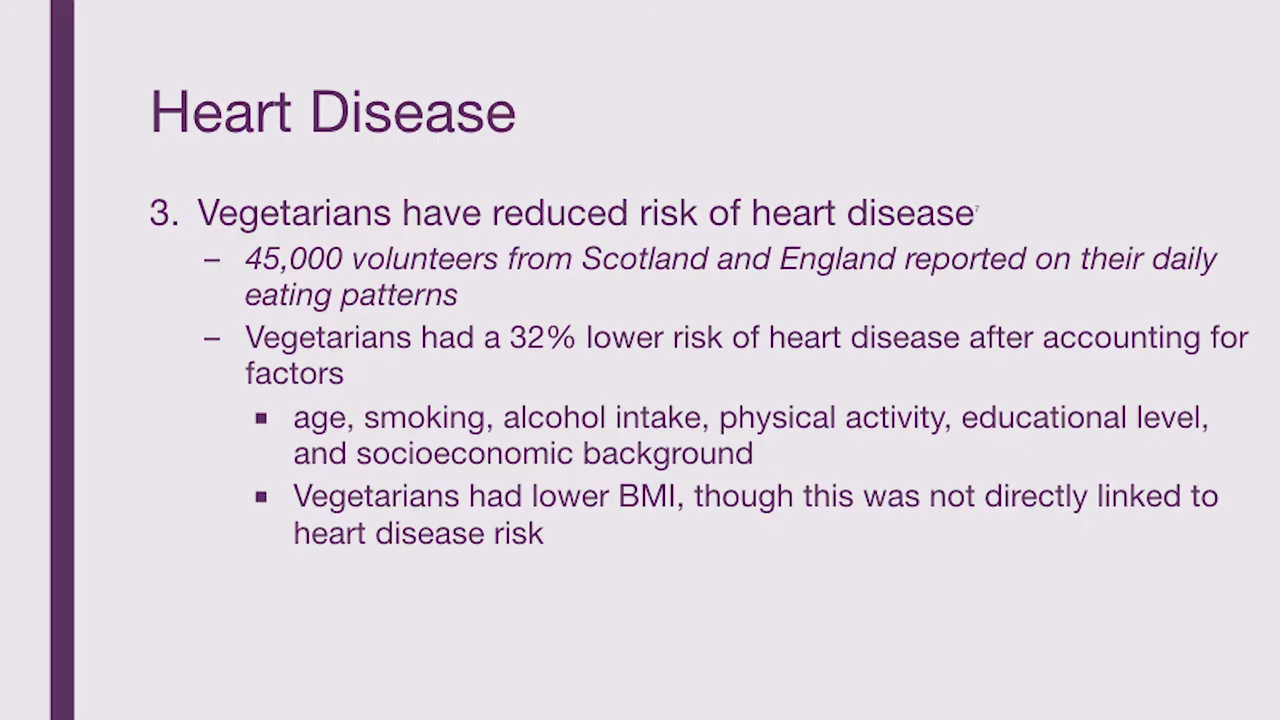 Heart Disease
3. Vegetarians have reduced risk of heart disease7
– 45,000 volunteers from Scotland and England reported on their daily
eating patterns
– Vegetarians had a 32% lower risk of heart disease after accounting for
factors
▪ age, smoking, alcohol intake, physical activity, educational level,
and socioeconomic background
▪ Vegetarians had lower BMI, though this was not directly linked to
heart disease risk